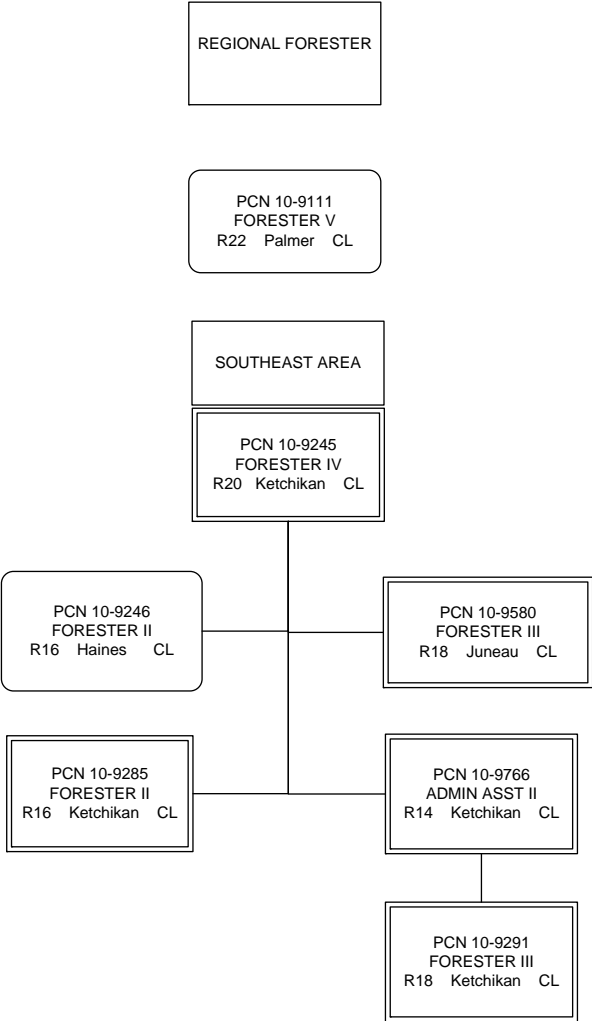 REGIONAL FORESTER
PCN 10-9111
FORESTER V
R22 Palmer CL
SOUTHEAST AREA
PCN 10-9245
FORESTER IV
R20 Ketchikan CL
PCN 10-9246
FORESTER II
R16 Haines CL
PCN 10-9580
FORESTER III
R18 Juneau CL
PCN 10-9285
FORESTER II
R16 Ketchikan CL
PCN 10-9766
ADMIN ASST II
R14 Ketchikan CL
PCN 10-9291
FORESTER III
R18 Ketchikan CL